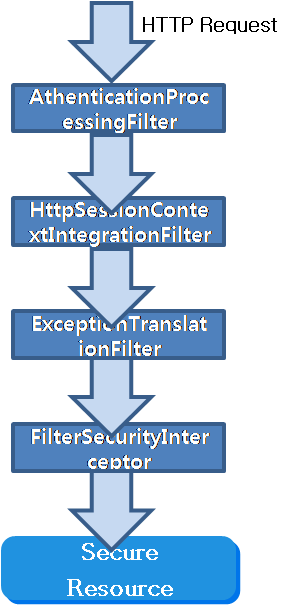 HTTP Request
AthenticationProc
essingFilter
HttpSessionConte
xtIntegrationFilter
ExceptionTranslat
ionFilter
FilterSecurityInter
ceptor
Secure
Resource